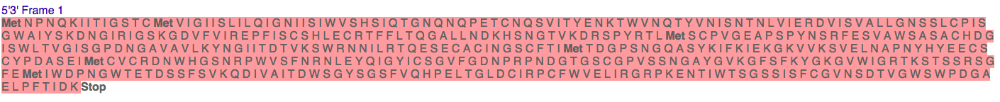 5'3' Frame 1
Met N P N Q K I I T I G S T C Met V I G I I S L I L Q I G N I I S I W V S H S I Q T G N Q N Q P E T C N Q S V I T Y E N K T W V N Q T Y V N I S N T N L V I E R D V I S V A L L G N S S L C P I S
G W A I Y S K D N G I R I G S K G D V F V I R E P F I S C S H L E C R T F F L T Q G A L L N D K H S N G T V K D R S P Y R T L Met S C P V G E A P S P Y N S R F E S V A W S A S A C H D G
I S W L T V G I S G P D N G A V A V L K Y N G I I T D T V K S W R N N I L R T Q E S E C A C I N G S C F T I Met T D G P S N G Q A S Y K I F K I E K G K V V K S V E L N A P N Y H Y E E C S
C Y P D A S E I Met C V C R D N W H G S N R P W V S F N R N L E Y Q I G Y I C S G V F G D N P R P N D G T G S C G P V S S N G A Y G V K G F S F K Y G K G V W I G R T K S T S S R S G
F E Met I W D P N G W T E T D S S F S V K Q D I V A I T D W S G Y S G S F V Q H P E L T G L D C I R P C F W V E L I R G R P K E N T I W T S G S S I S F C G V N S D T V G W S W P D G A
E L P F T I D K Stop